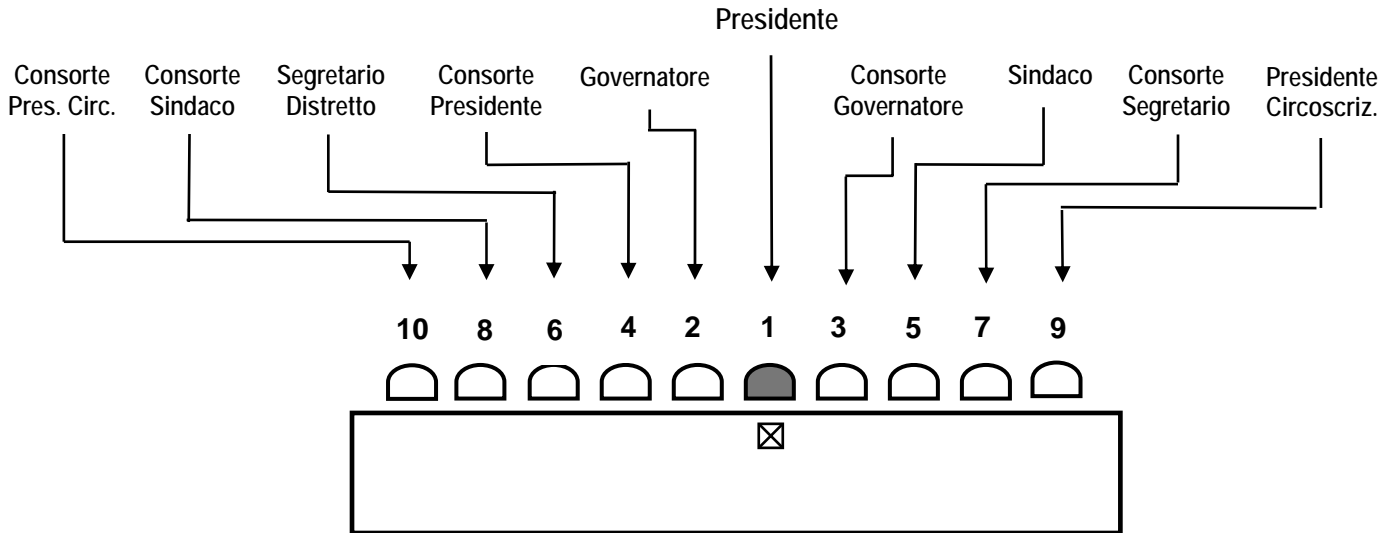 Presidente
Consorte
Pres. Circ.
Consorte
Sindaco
Segretario
Distretto
Consorte
Presidente
Governatore
Consorte
Governatore
Sindaco
Consorte
Segretario
Presidente
Circoscriz.
10 8 6 4 2 1 3 5 7 9